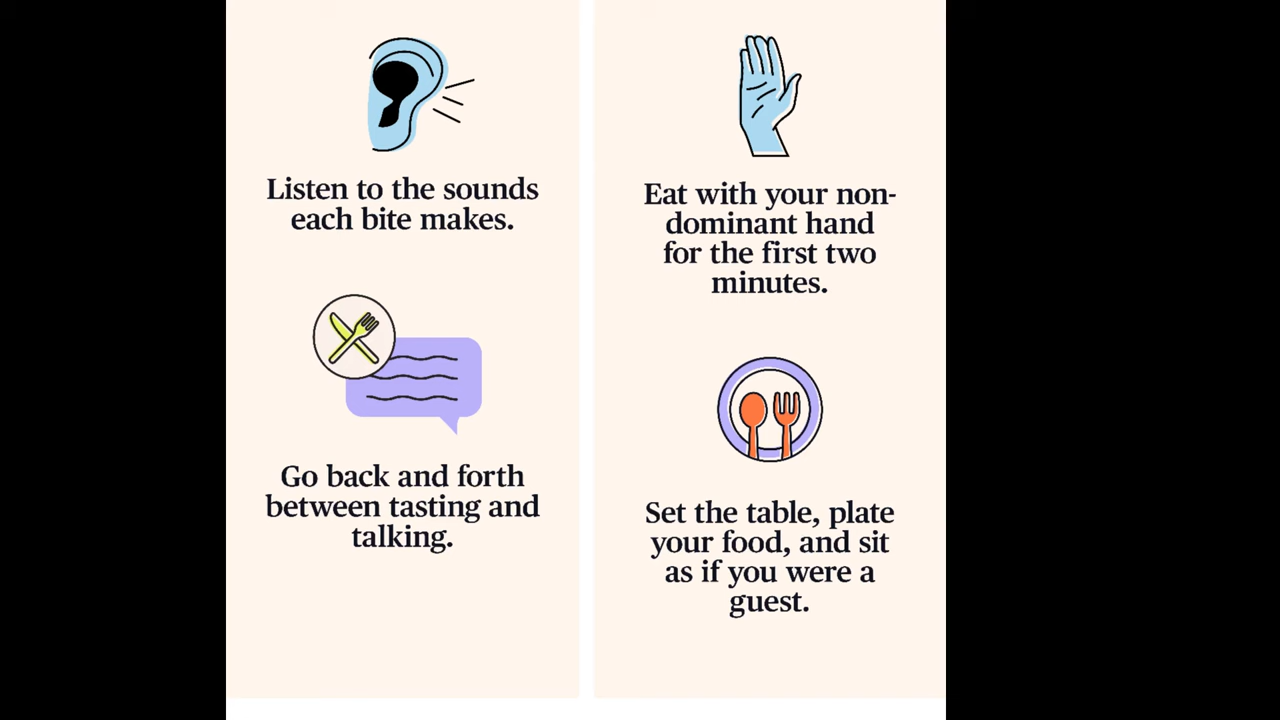 Listen to the sounds
each bite makes.
Go back and forth
between tasting and
talking.
Eat with your non-
dominant hand
for the first two
minutes.
Set the table, plate
your food, and sit
as if you were a
guest.